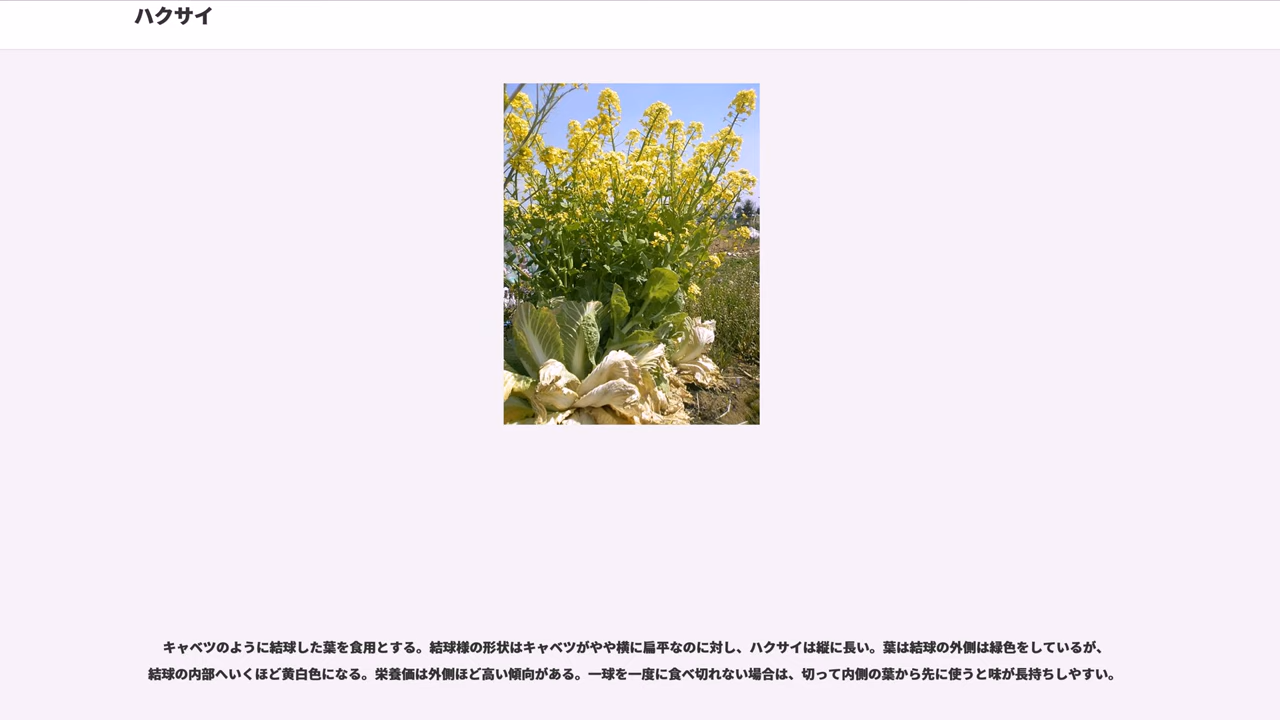 ハクサイ
キャベツのように結球した葉を食用とする。結球様の形状はキャベツがやや横に扁平なのに対し、ハクサイは縦に長い。葉は結球の外側は緑色をしているが、
結球の内部へいくほど黄白色になる。栄養価は外側ほど高い傾向がある。一球を一度に食べ切れない場合は、切って内側の葉から先に使うと味が長持ちしやすい。